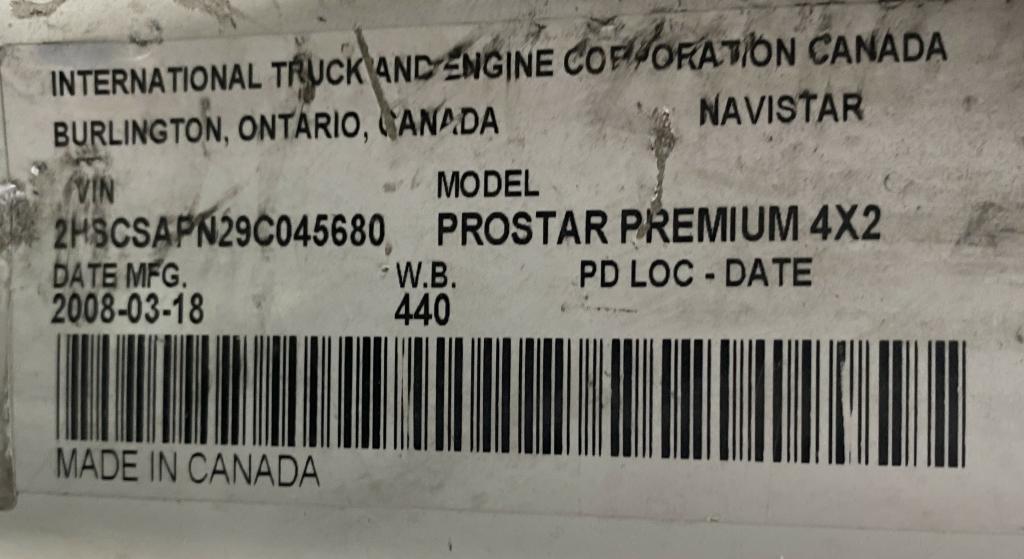 INTERNATIONAL TRUCK AND ENGINE CORPORATION CANADA
BURLINGTON, ONTARIO, CANADA NAVISTAR
VIN MODEL
2HSCSAPN29C045680 PROSTAR PREMIUM 4X2
DATE MFG. W.B. PD LOC - DATE
2008-03-18 440
MADE IN CANADA